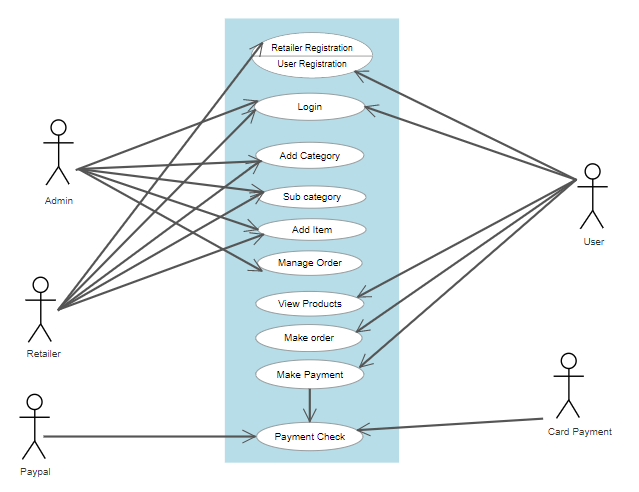 Retailer Registration
User Registration
Login
Add Category
Admin
Sub category
Add Item
User
Manage Order
View Products
Make order
Retailer
Make Payment
Card Payment
Payment Check
Paypal